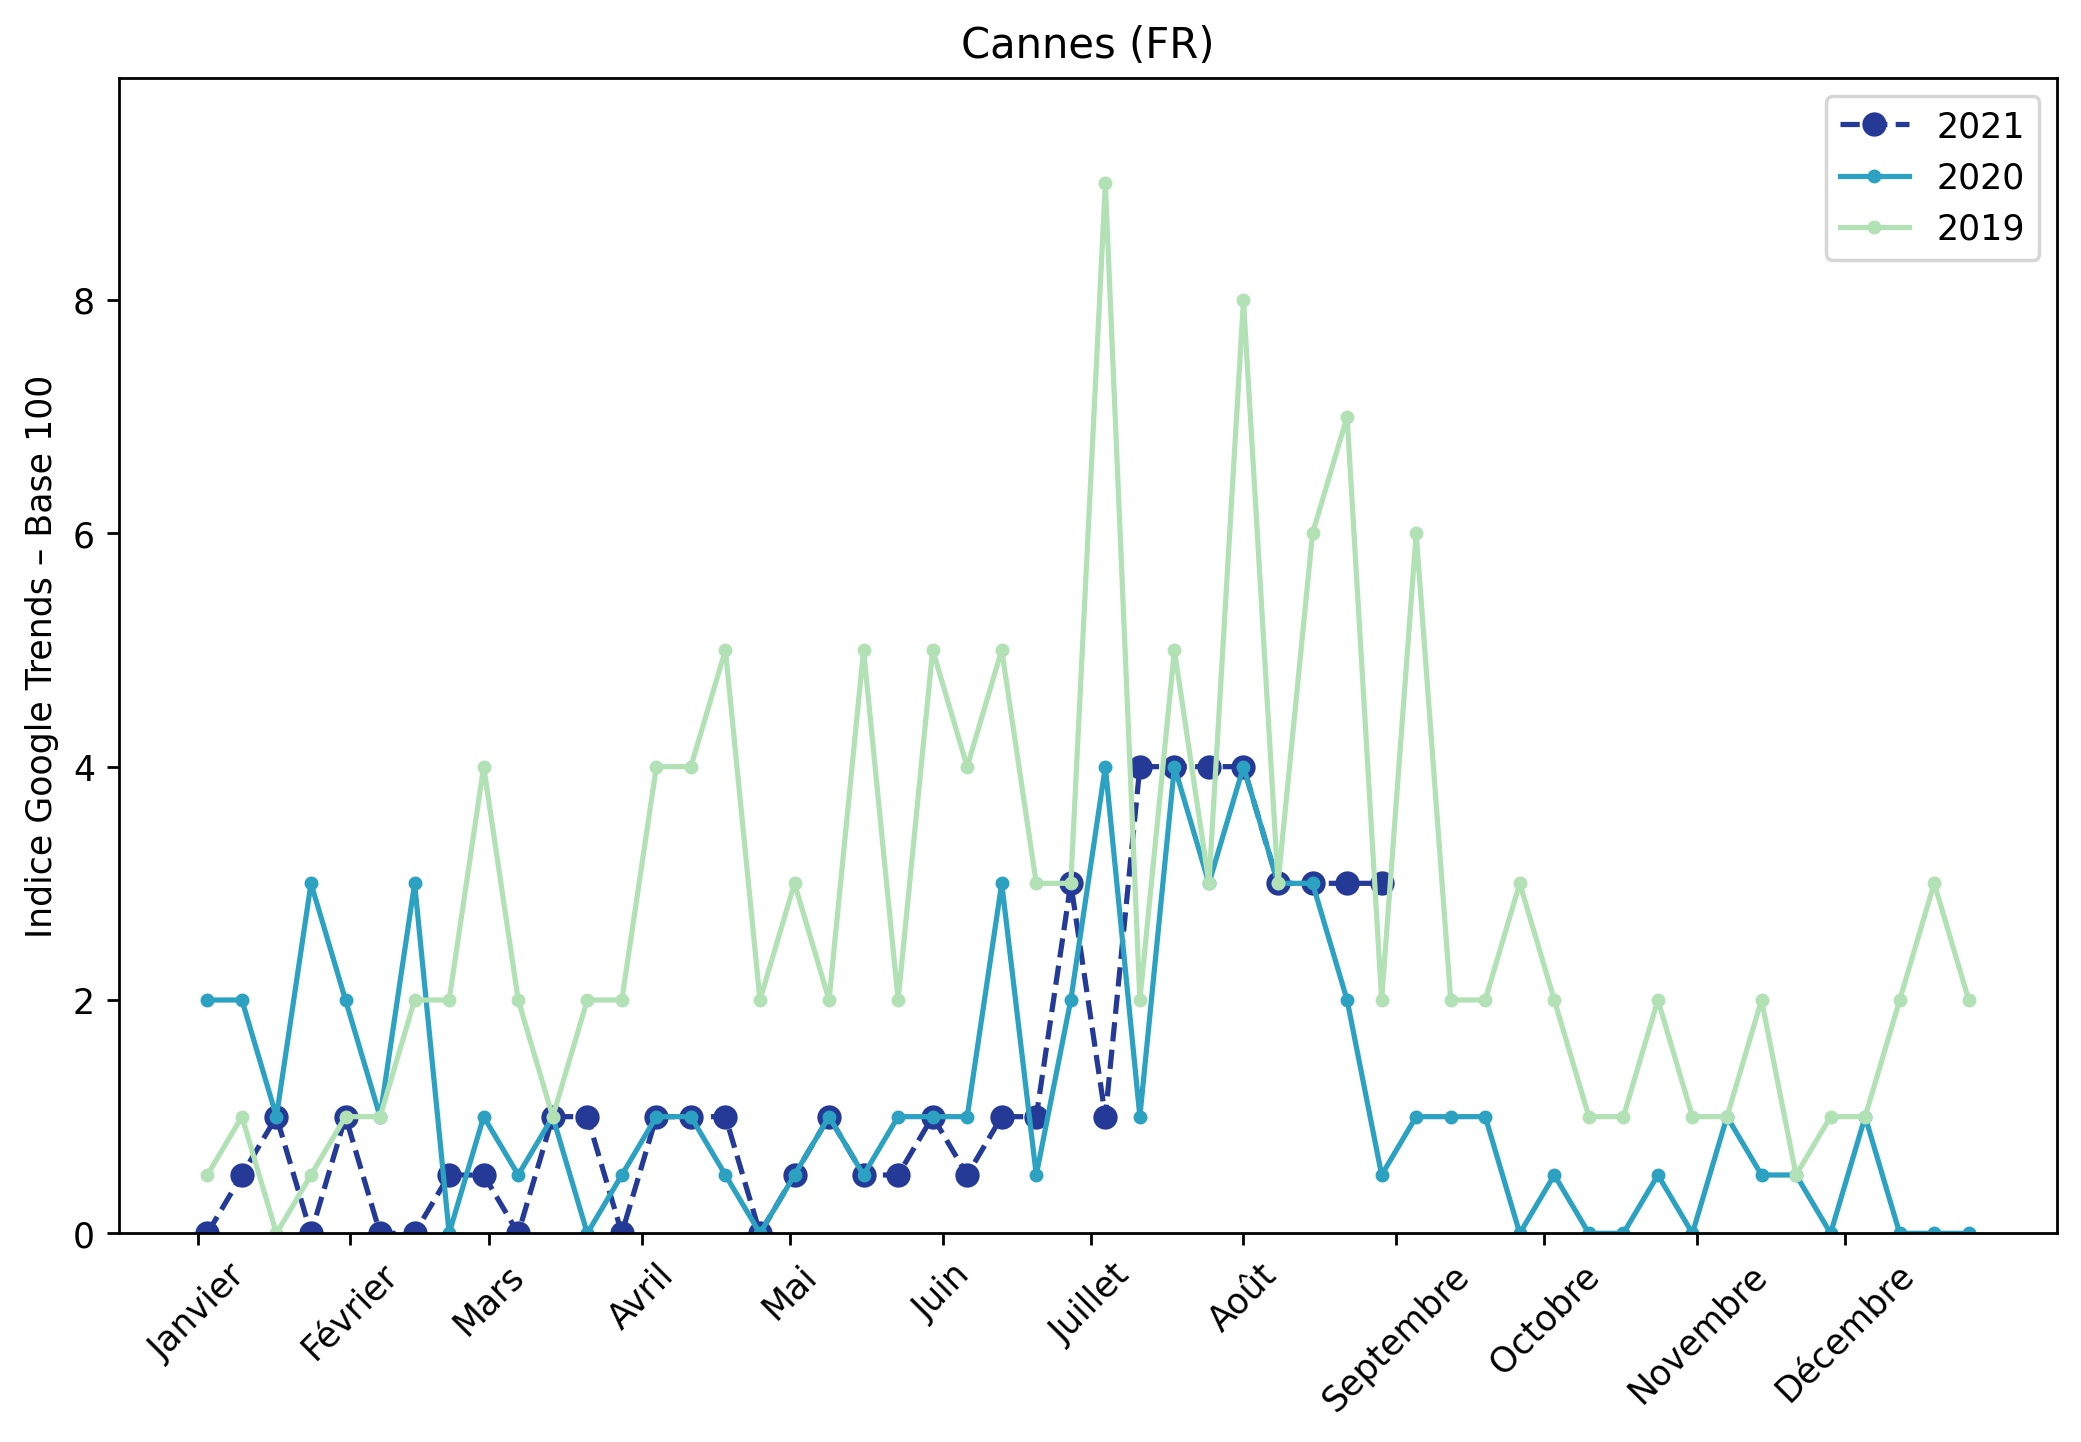 Cannes (FR)
2021
2020
2019
Indice Google Trends – Base 100
8
6
4
2
0
Janvier
Février
Mars
Avril
Mai
Juin
Juillet
Août
Septembre
Octobre
Novembre
Décembre